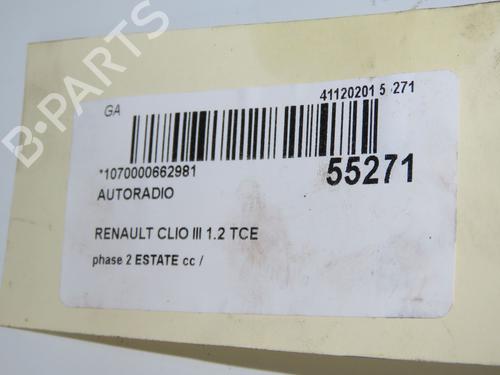 B-PARTS
GA
41120201 5 271
*1070000662981
55271
AUTORADIO
RENAULT CLIO III 1.2 TCE
phase 2 ESTATE cc /